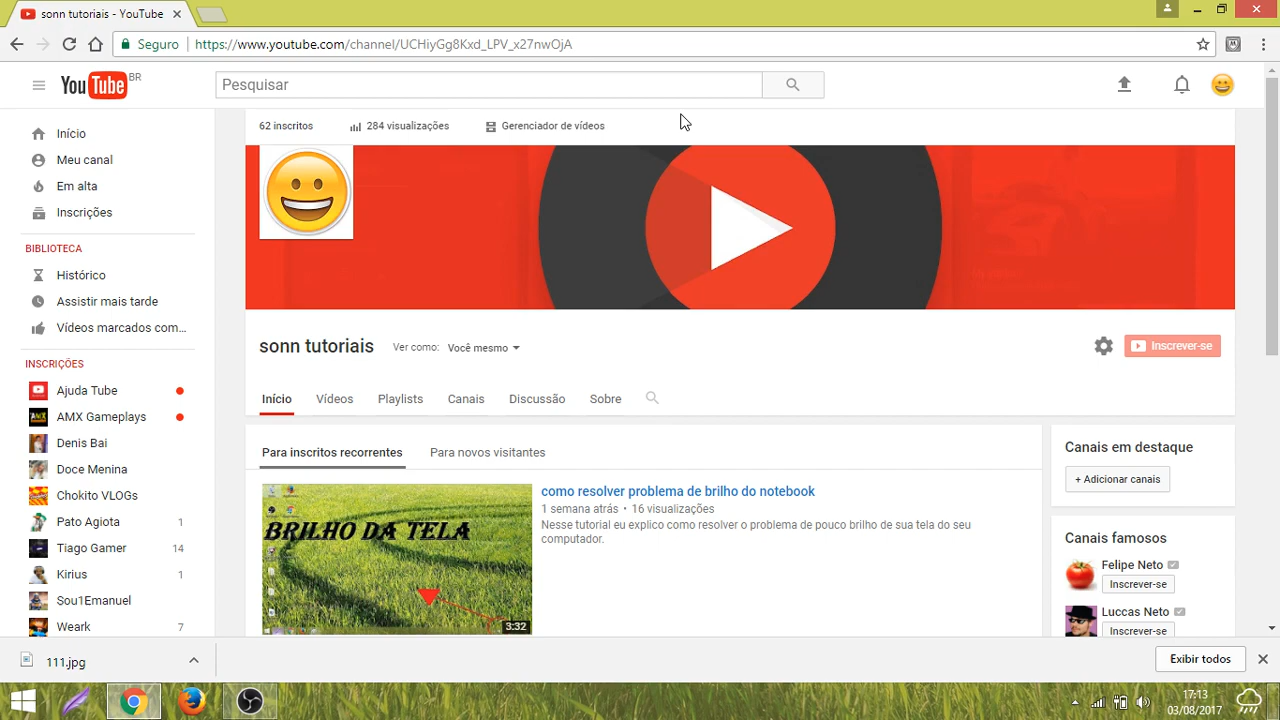 sonn tutoriais - YouTube
Seguro https://www.youtube.com/channel/UCHiyGg8Kxd_LPV_x27nwOjA
YouTube BR
Pesquisar
Início
Meu canal
Em alta
Inscrições
BIBLIOTECA
Histórico
Assistir mais tarde
Vídeos marcados com...
INSCRIÇÕES
Ajuda Tube
AMX Gameplays
Denis Bai
Doce Menina
Chokito VLOGs
Pato Agiota 1
Tiago Gamer 14
Kirius 1
Sou1Emanuel
Weark 7
62 inscritos 284 visualizações Gerenciador de vídeos
sonn tutoriais Ver como: Você mesmo
Inscrever-se
Início Vídeos Playlists Canais Discussão Sobre
Para inscritos recorrentes Para novos visitantes
BRILHO DA TELA
3:32
como resolver problema de brilho do notebook
1 semana atrás • 16 visualizações
Nesse tutorial eu explico como resolver o problema de pouco brilho de sua tela do seu
computador.
Canais em destaque
+ Adicionar canais
Canais famosos
Felipe Neto
Inscrever-se
Luccas Neto
Inscrever-se
111.jpg
Exibir todos
17:13
03/08/2017